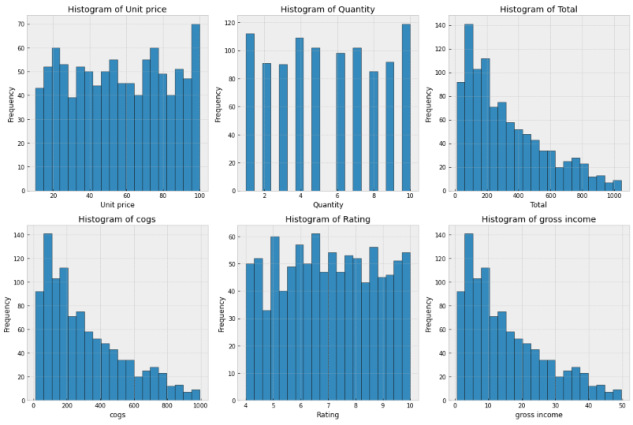 Histogram of Unit price
Frequency
70
60
50
40
30
20
10
0
20 40 60 80 100
Unit price
Histogram of Quantity
Frequency
120
100
80
60
40
20
0
2 4 6 8 10
Quantity
Histogram of Total
Frequency
140
120
100
80
60
40
20
0
0 200 400 600 800 1000
Total
Histogram of cogs
Frequency
140
120
100
80
60
40
20
0
0 200 400 600 800 1000
cogs
Histogram of Rating
Frequency
60
50
40
30
20
10
0
4 5 6 7 8 9 10
Rating
Histogram of gross income
Frequency
140
120
100
80
60
40
20
0
0 10 20 30 40 50
gross income